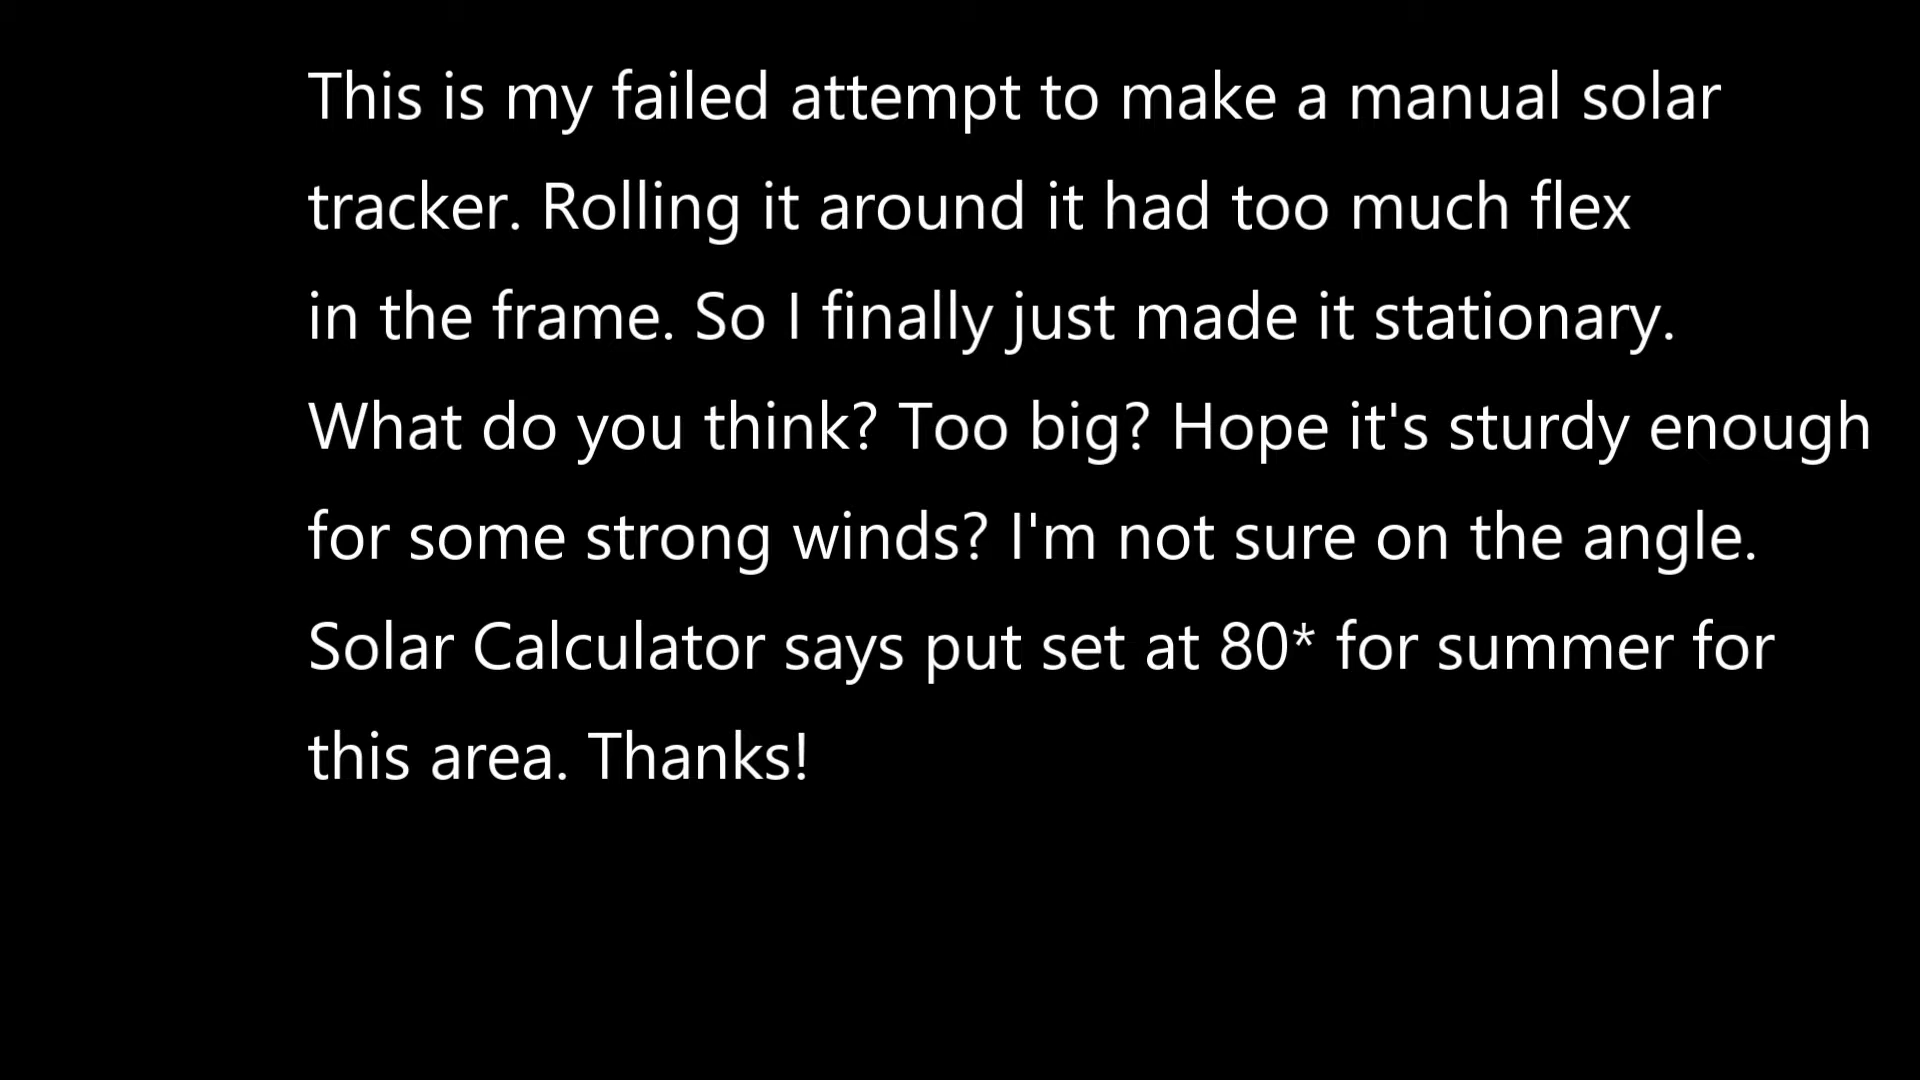 This is my failed attempt to make a manual solar
tracker. Rolling it around it had too much flex
in the frame. So I finally just made it stationary.
What do you think? Too big? Hope it's sturdy enough
for some strong winds? I'm not sure on the angle.
Solar Calculator says put set at 80* for summer for
this area. Thanks!